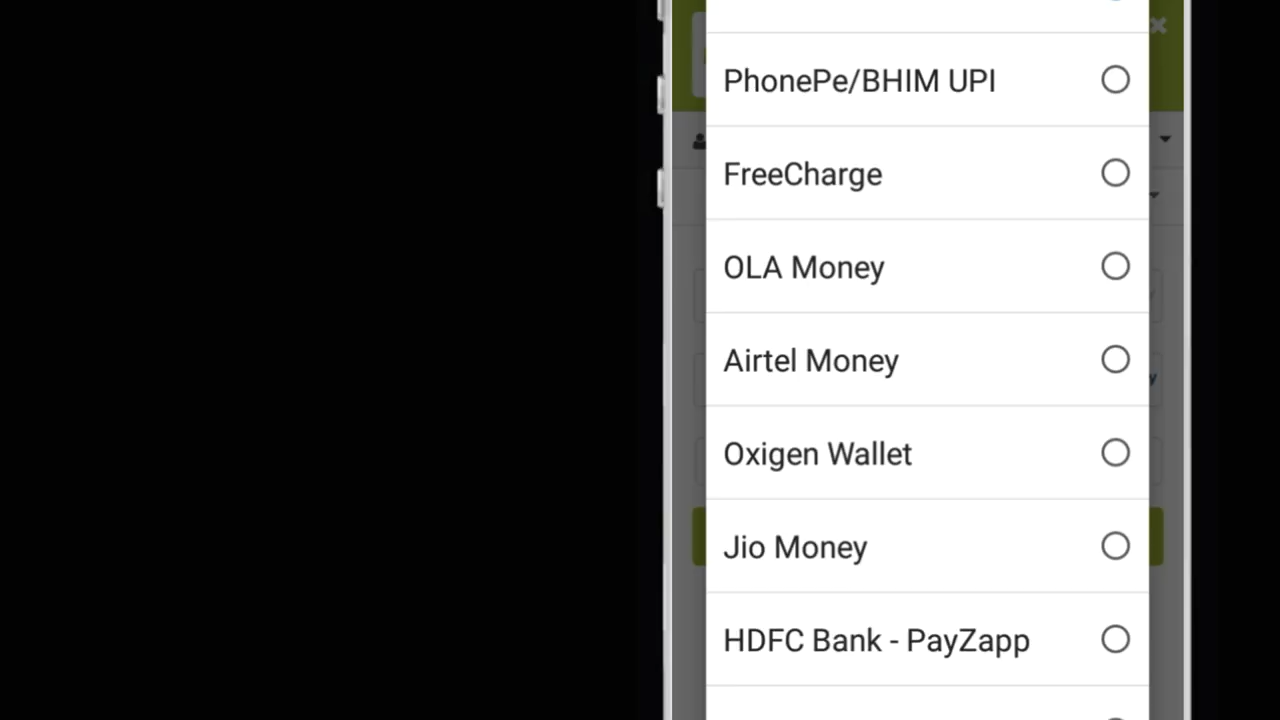 PhonePe/BHIM UPI
FreeCharge
OLA Money
Airtel Money
Oxigen Wallet
Jio Money
HDFC Bank - PayZapp